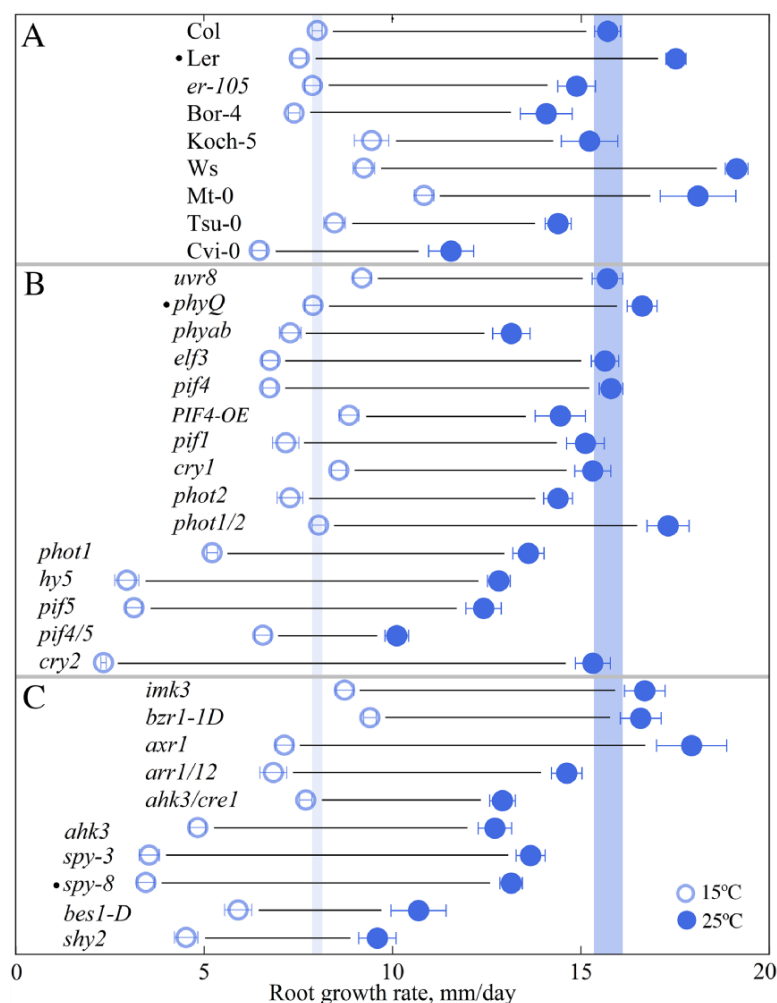 A
Col
• Ler
er-105
Bor-4
Koch-5
Ws
Mt-0
Tsu-0
Cvi-0
B
uvr8
• phyQ
phyab
elf3
pif4
PIF4-OE
pif1
cry1
phot2
phot1/2
phot1
hy5
pif5
pif4/5
cry2
C
imk3
bzr1-1D
axr1
arr1/12
ahk3/cre1
ahk3
spy-3
• spy-8
bes1-D
shy2
15ºC
25ºC
0 5 10 15 20
Root growth rate, mm/day